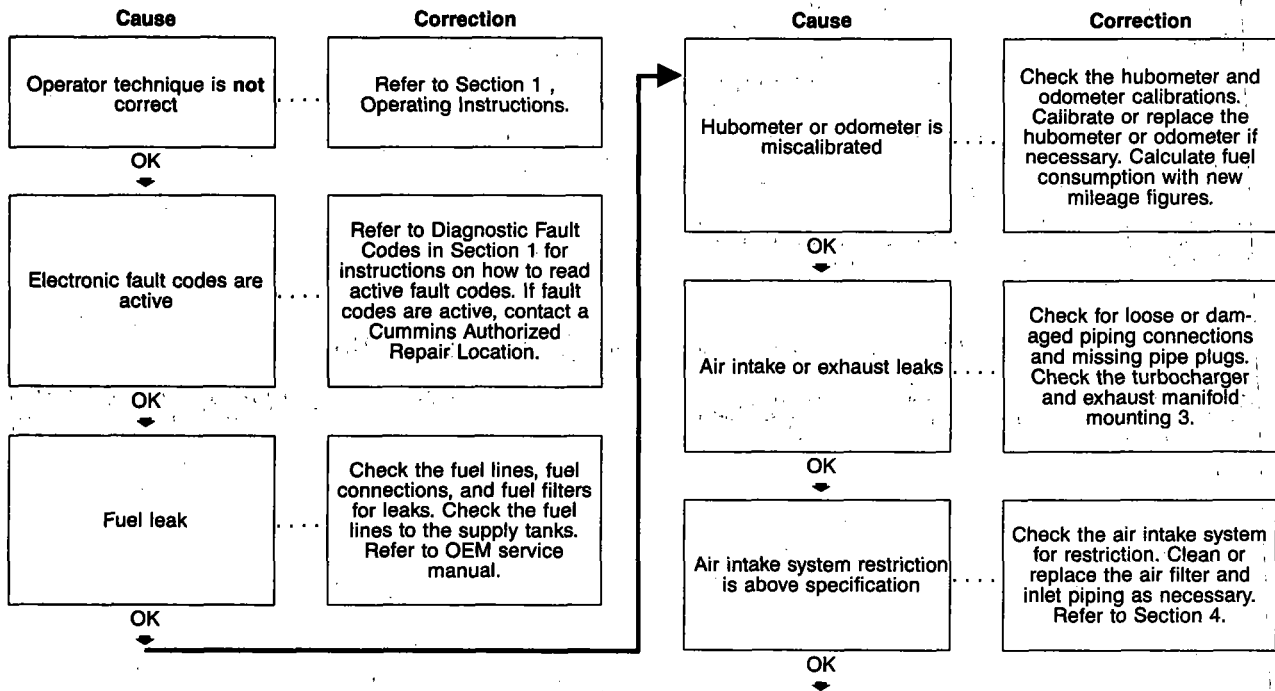 Cause
Correction
Operator technique is not
correct
Refer to Section 1 ,
Operating Instructions.
OK
Electronic fault codes are
active
Refer to Diagnostic Fault
Codes in Section 1 for
instructions on how to read
active fault codes. If fault
codes are active, contact a
Cummins Authorized
Repair Location.
OK
Fuel leak
Check the fuel lines, fuel
connections, and fuel filters
for leaks. Check the fuel
lines to the supply tanks.
Refer to OEM service
manual.
OK
Cause
Correction
Hubometer or odometer is
miscalibrated
Check the hubometer and
odometer calibrations.
Calibrate or replace the
hubometer or odometer if
necessary. Calculate fuel
consumption with new
mileage figures.
OK
Air intake or exhaust leaks
Check for loose or dam-
aged piping connections
and missing pipe plugs.
Check the turbocharger
and exhaust manifold
mounting 3.
OK
Air intake system restriction
is above specification
Check the air intake system
for restriction. Clean or
replace the air filter and
inlet piping as necessary.
Refer to Section 4.
OK